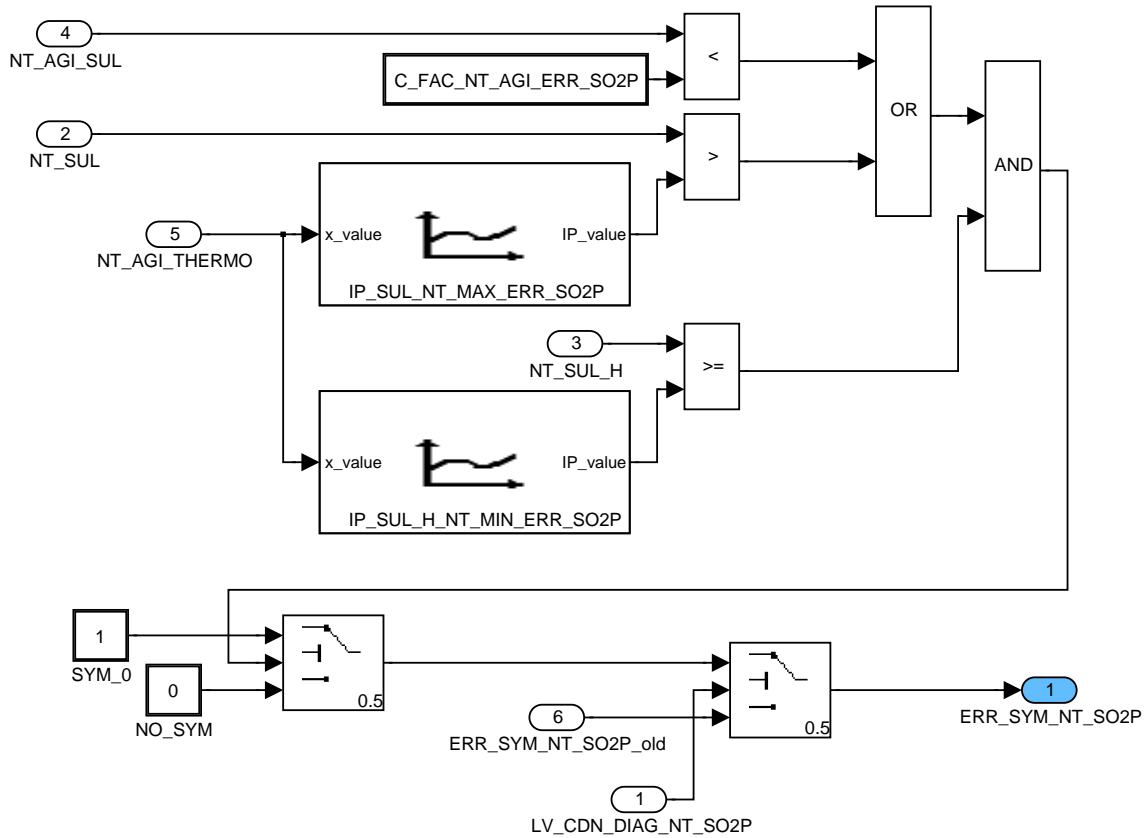 4
NT_AGI_SUL
C_FAC_NT_AGI_ERR_SO2P
<
OR
2
NT_SUL
>
AND
x_value
IP_value
5
NT_AGI_THERMO
IP_SUL_NT_MAX_ERR_SO2P
3
NT_SUL_H
>=
x_value
IP_value
IP_SUL_H_NT_MIN_ERR_SO2P
1
SYM_0
0
NO_SYM
0.5
6
ERR_SYM_NT_SO2P_old
0.5
1
ERR_SYM_NT_SO2P
1
LV_CDN_DIAG_NT_SO2P